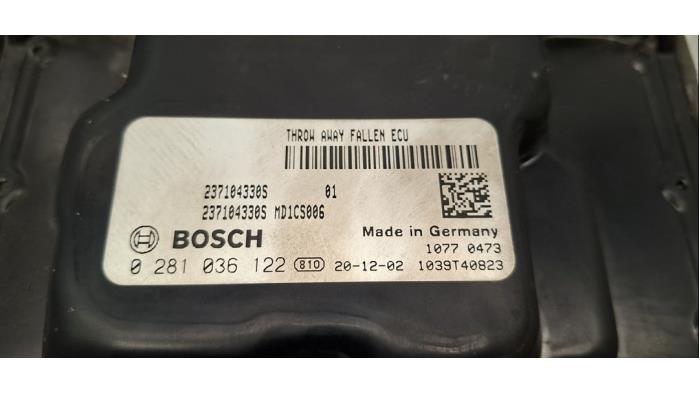 THROW AWAY FALLEN ECU
237104330S 01
237104330S MD1CS006
BOSCH Made in Germany
1077 0473
0 281 036 122 810 20-12-02 1039T40823